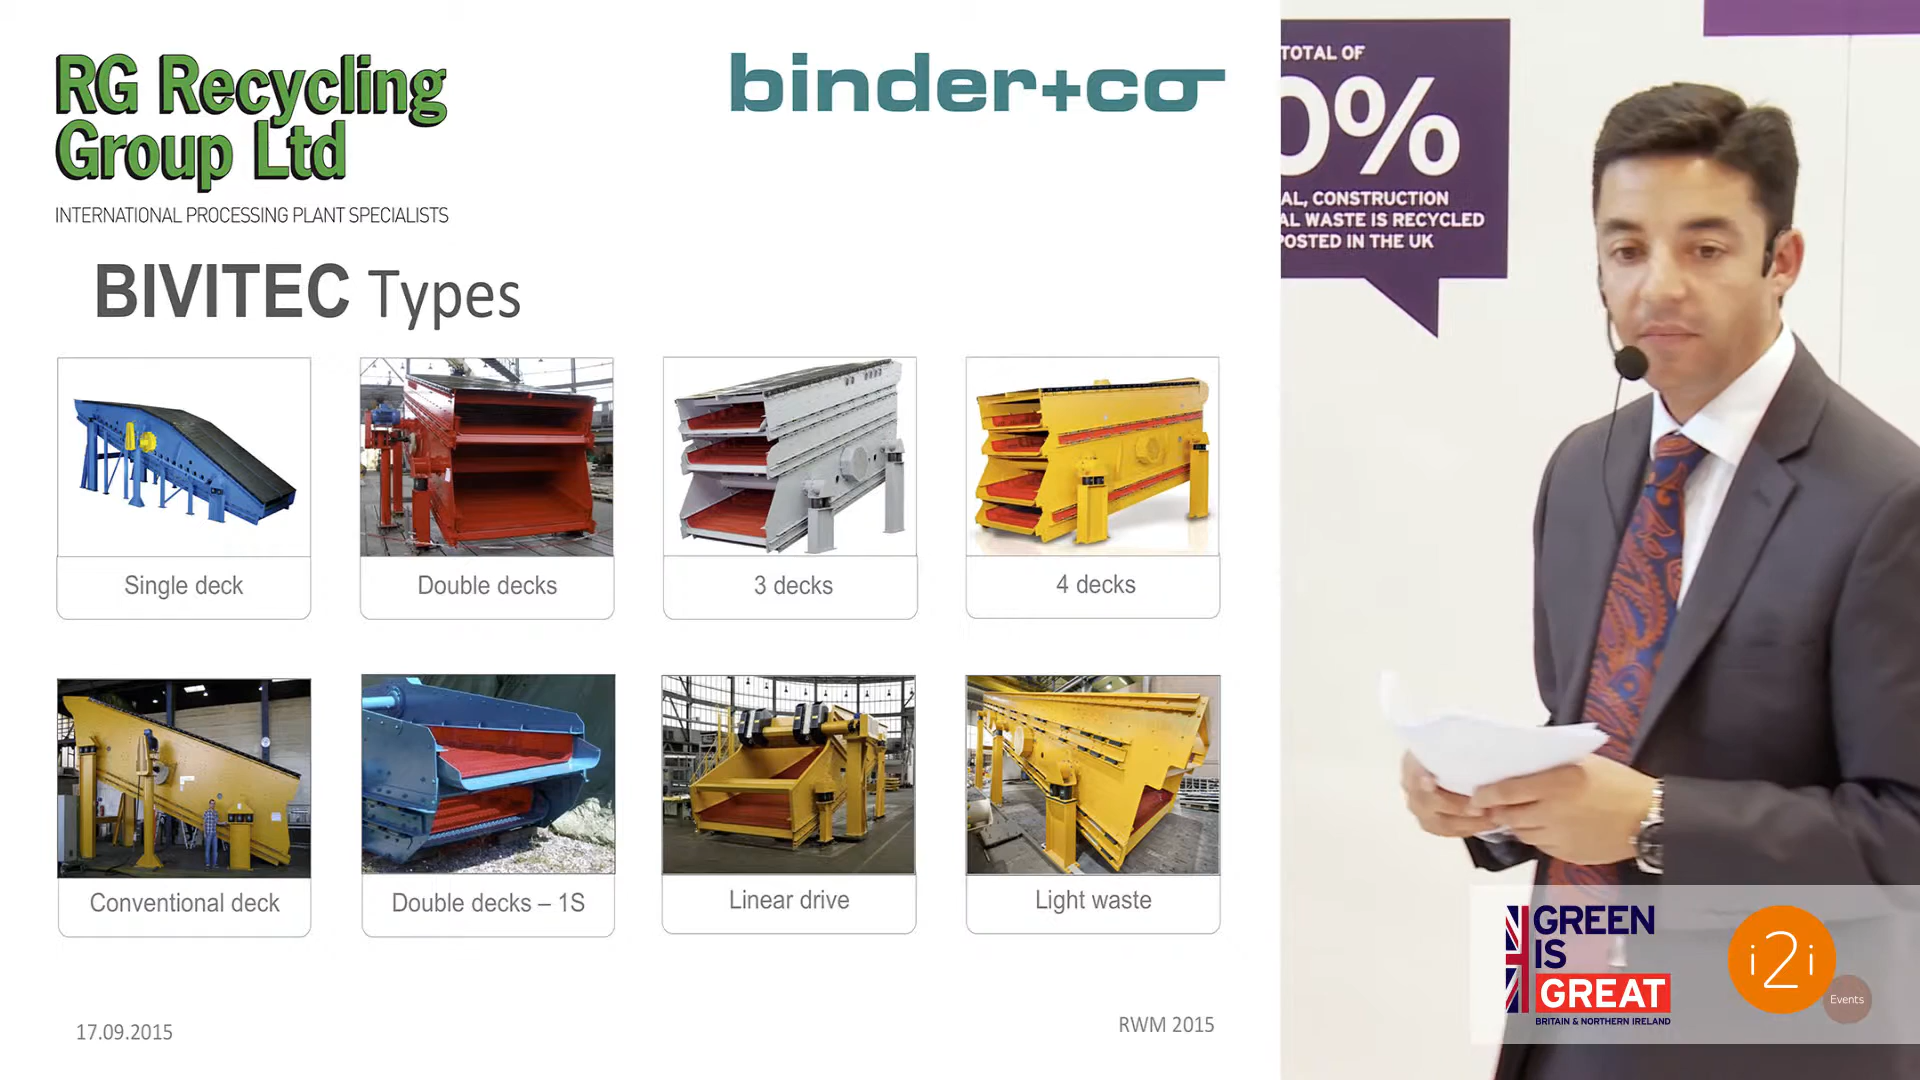 RG Recycling
Group Ltd
INTERNATIONAL PROCESSING PLANT SPECIALISTS
binder+co
BIVITEC Types
Single deck
Double decks
3 decks
4 decks
Conventional deck
Double decks – 1S
Linear drive
Light waste
17.09.2015
RWM 2015
TOTAL OF
0%
AL, CONSTRUCTION
AL WASTE IS RECYCLED
POSTED IN THE UK
GREEN
IS
GREAT
BRITAIN & NORTHERN IRELAND
i2i
Events